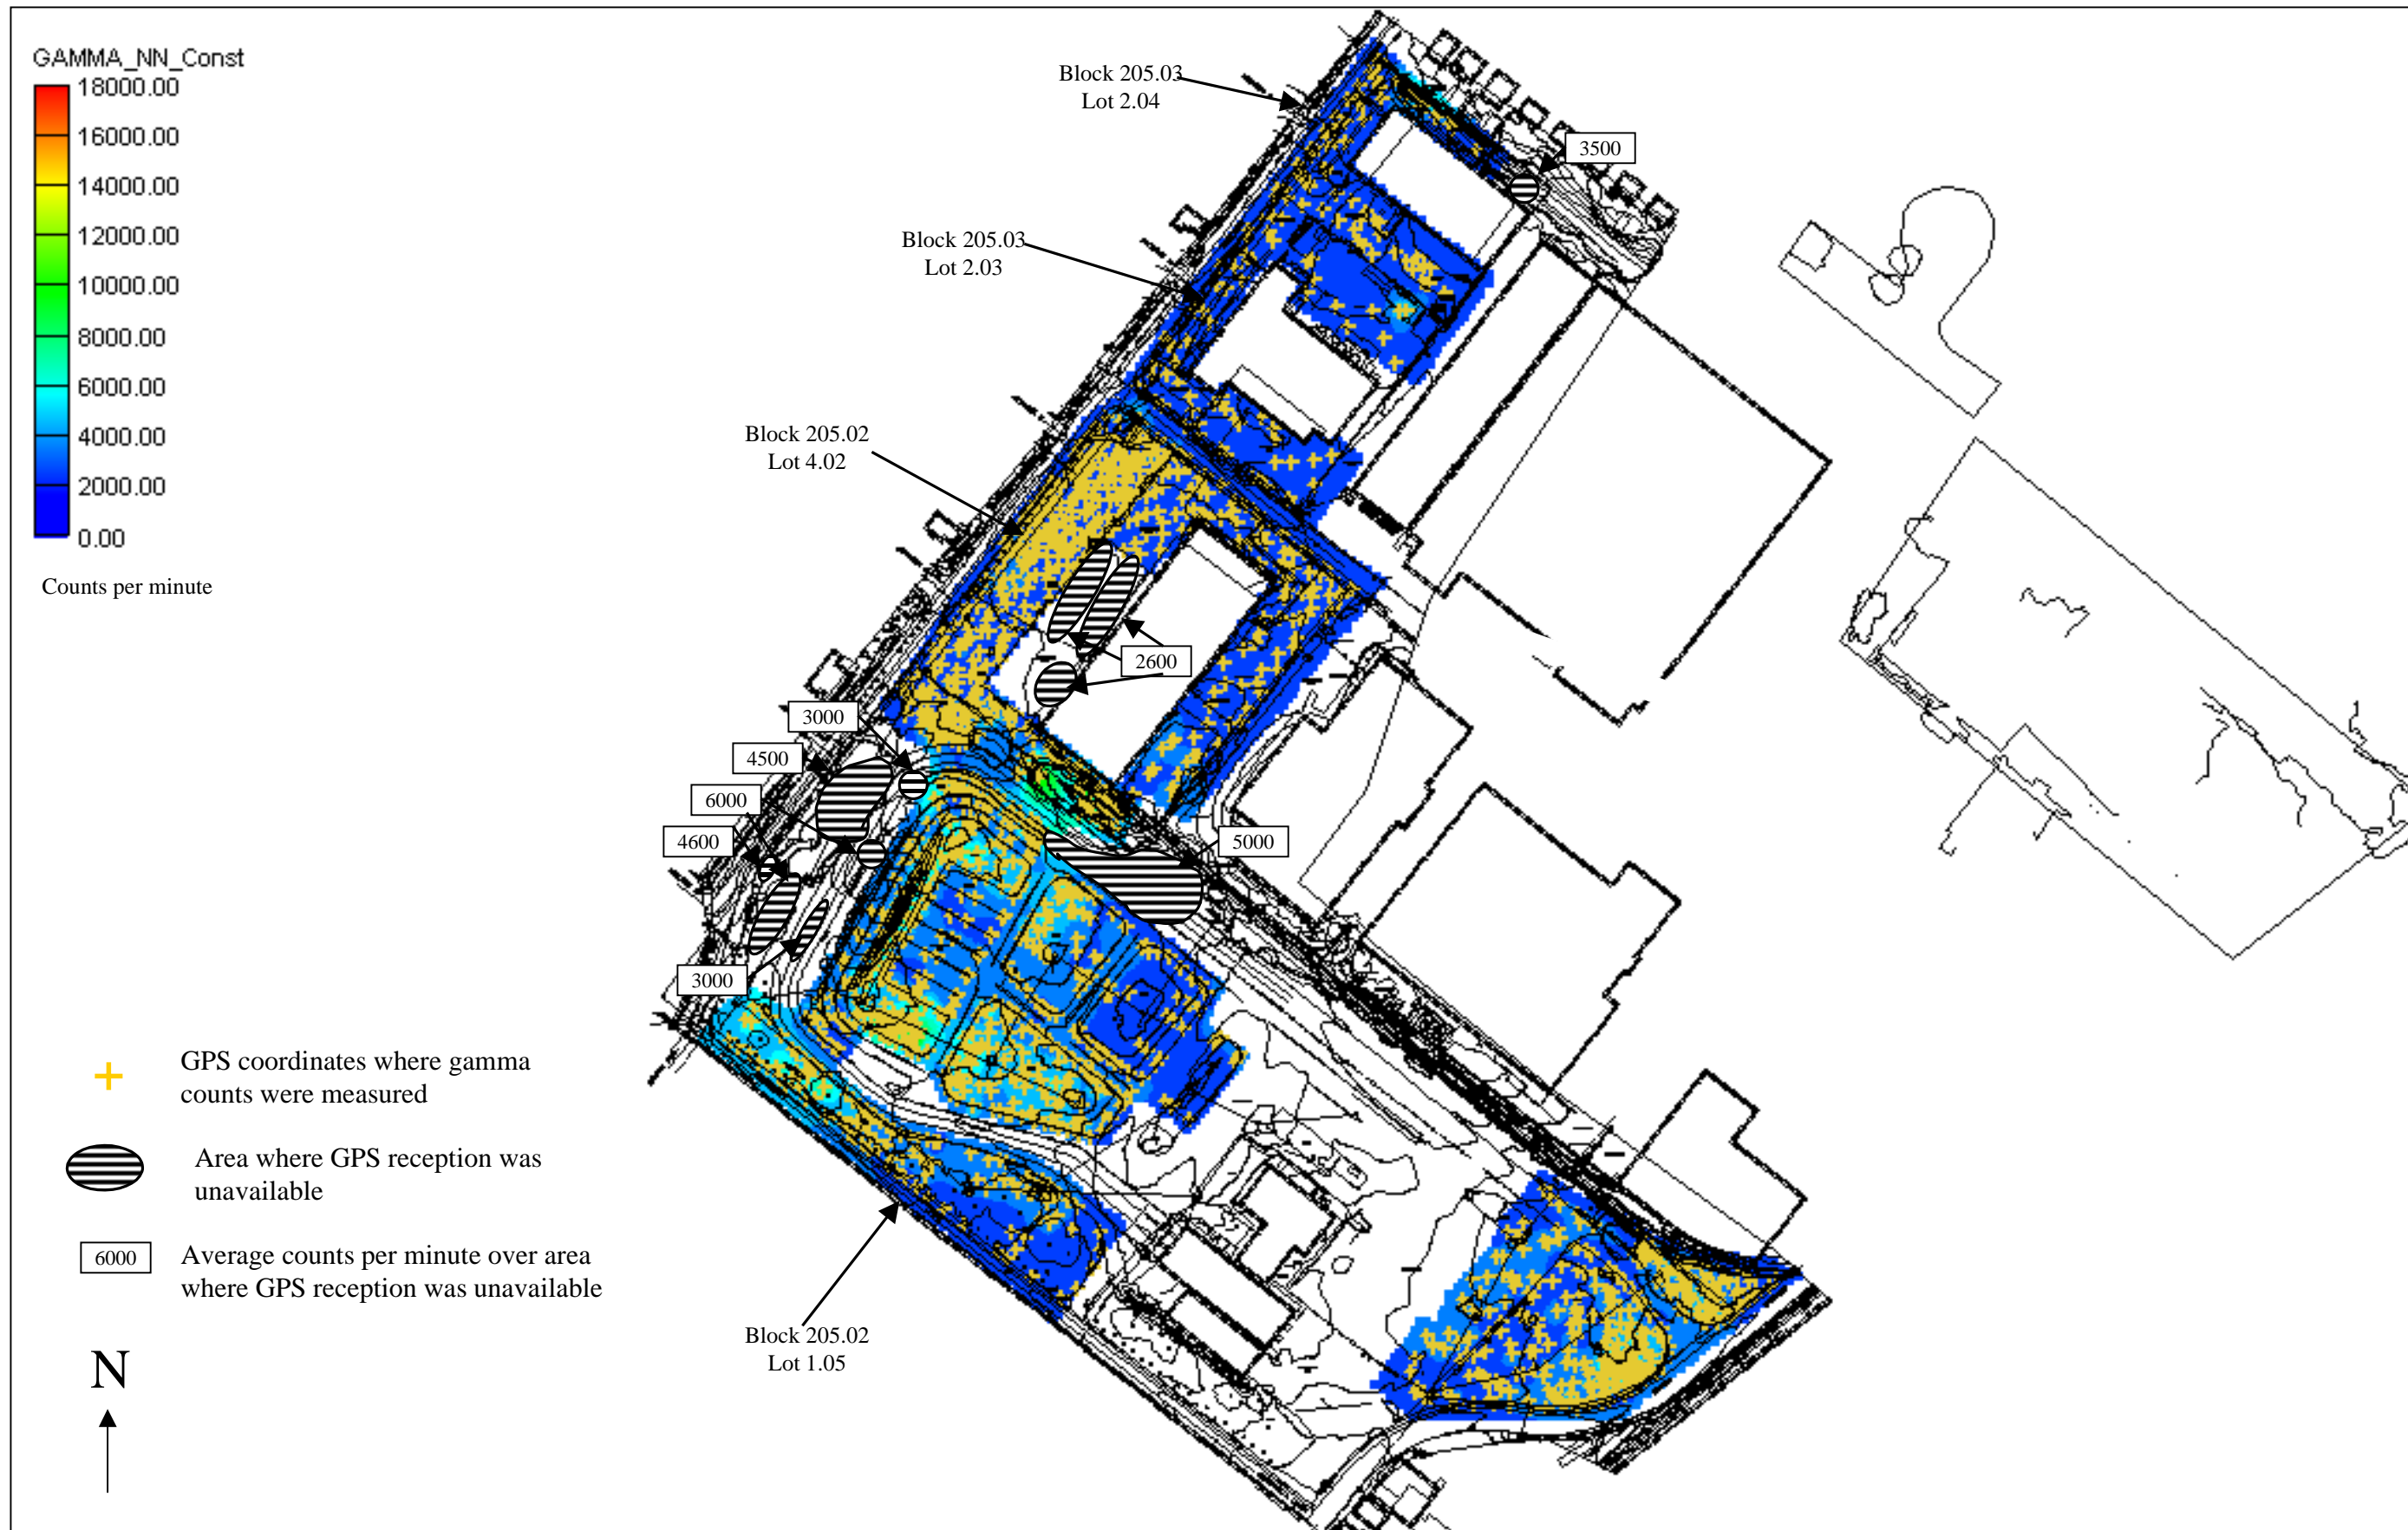 GAMMA_NN_Const
18000.00
16000.00
14000.00
12000.00
10000.00
8000.00
6000.00
4000.00
2000.00
0.00
Counts per minute
Block 205.03
Lot 2.04
3500
Block 205.03
Lot 2.03
Block 205.02
Lot 4.02
2600
3000
4500
6000
4600
5000
3000
GPS coordinates where gamma
counts were measured
Area where GPS reception was
unavailable
6000
Average counts per minute over area
where GPS reception was unavailable
Block 205.02
Lot 1.05
N